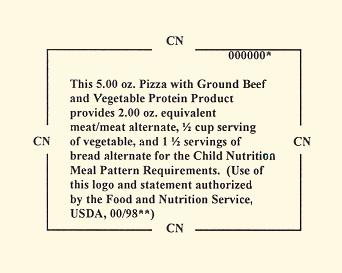 CN
000000*
This 5.00 oz. Pizza with Ground Beef
and Vegetable Protein Product
provides 2.00 oz. equivalent
meat/meat alternate, ½ cup serving
CN of vegetable, and 1 ½ servings of CN
bread alternate for the Child Nutrition
Meal Pattern Requirements. (Use of
this logo and statement authorized
by the Food and Nutrition Service,
USDA, 00/98**)
CN